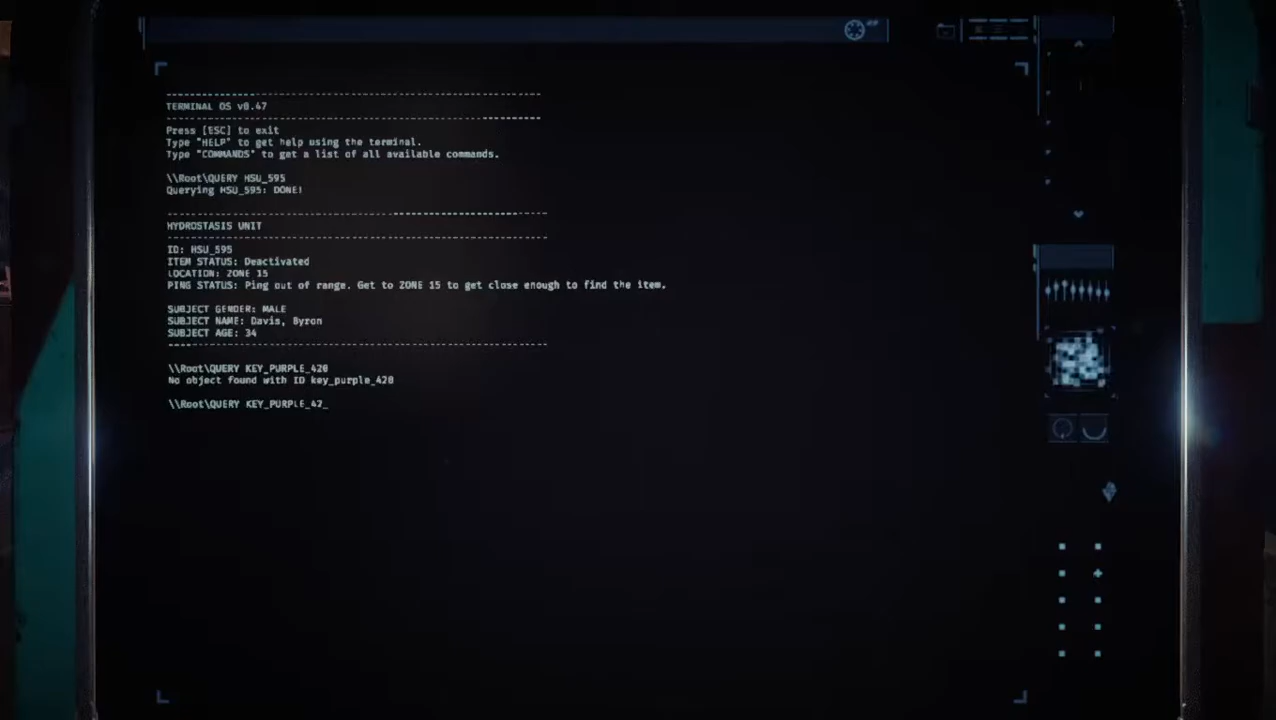 ------------------------------------------------------------------
TERMINAL OS v0.47
------------------------------------------------------------------
Press [ESC] to exit
Type "HELP" to get help using the terminal.
Type "COMMANDS" to get a list of all available commands.
\\Root\QUERY HSU_595
Querying HSU_595: DONE!
------------------------------------------------------------------
HYDROSTASIS UNIT
------------------------------------------------------------------
ID: HSU_595
ITEM STATUS: Deactivated
LOCATION: ZONE 15
PING STATUS: Ping out of range. Get to ZONE 15 to get close enough to find the item.
SUBJECT GENDER: MALE
SUBJECT NAME: Davis, Byron
SUBJECT AGE: 34
------------------------------------------------------------------
\\Root\QUERY KEY_PURPLE_420
No object found with ID key_purple_420
\\Root\QUERY KEY_PURPLE_42_